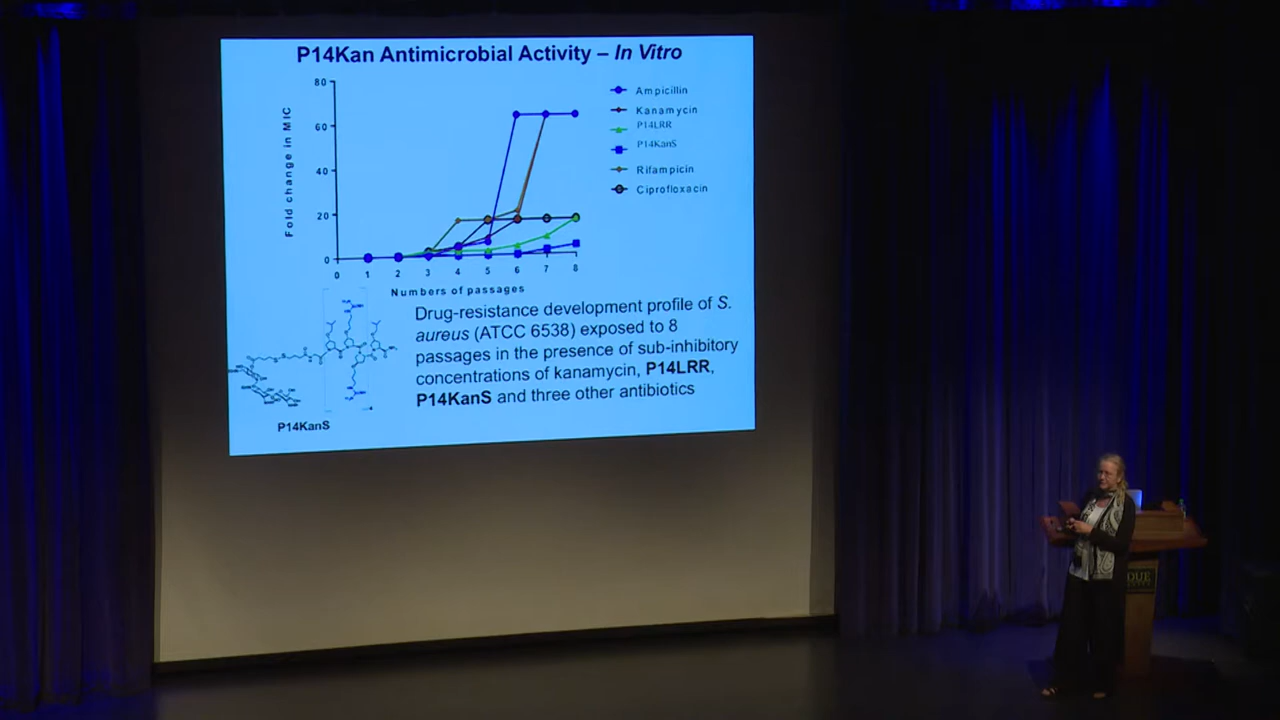 P14Kan Antimicrobial Activity – In Vitro
Fold change in MIC
80
60
40
20
0
0 1 2 3 4 5 6 7 8
Numbers of passages
Ampicillin
Kanamycin
P14LRR
P14KanS
Rifampicin
Ciprofloxacin
Drug-resistance development profile of S.
aureus (ATCC 6538) exposed to 8
passages in the presence of sub-inhibitory
concentrations of kanamycin, P14LRR,
P14KanS and three other antibiotics
P14KanS
DUE